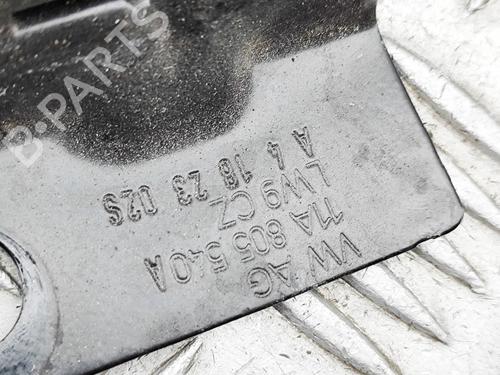 VW AG
11A 805 540A
LW9 CZ
A 4 18 23 02S
B-PARTS